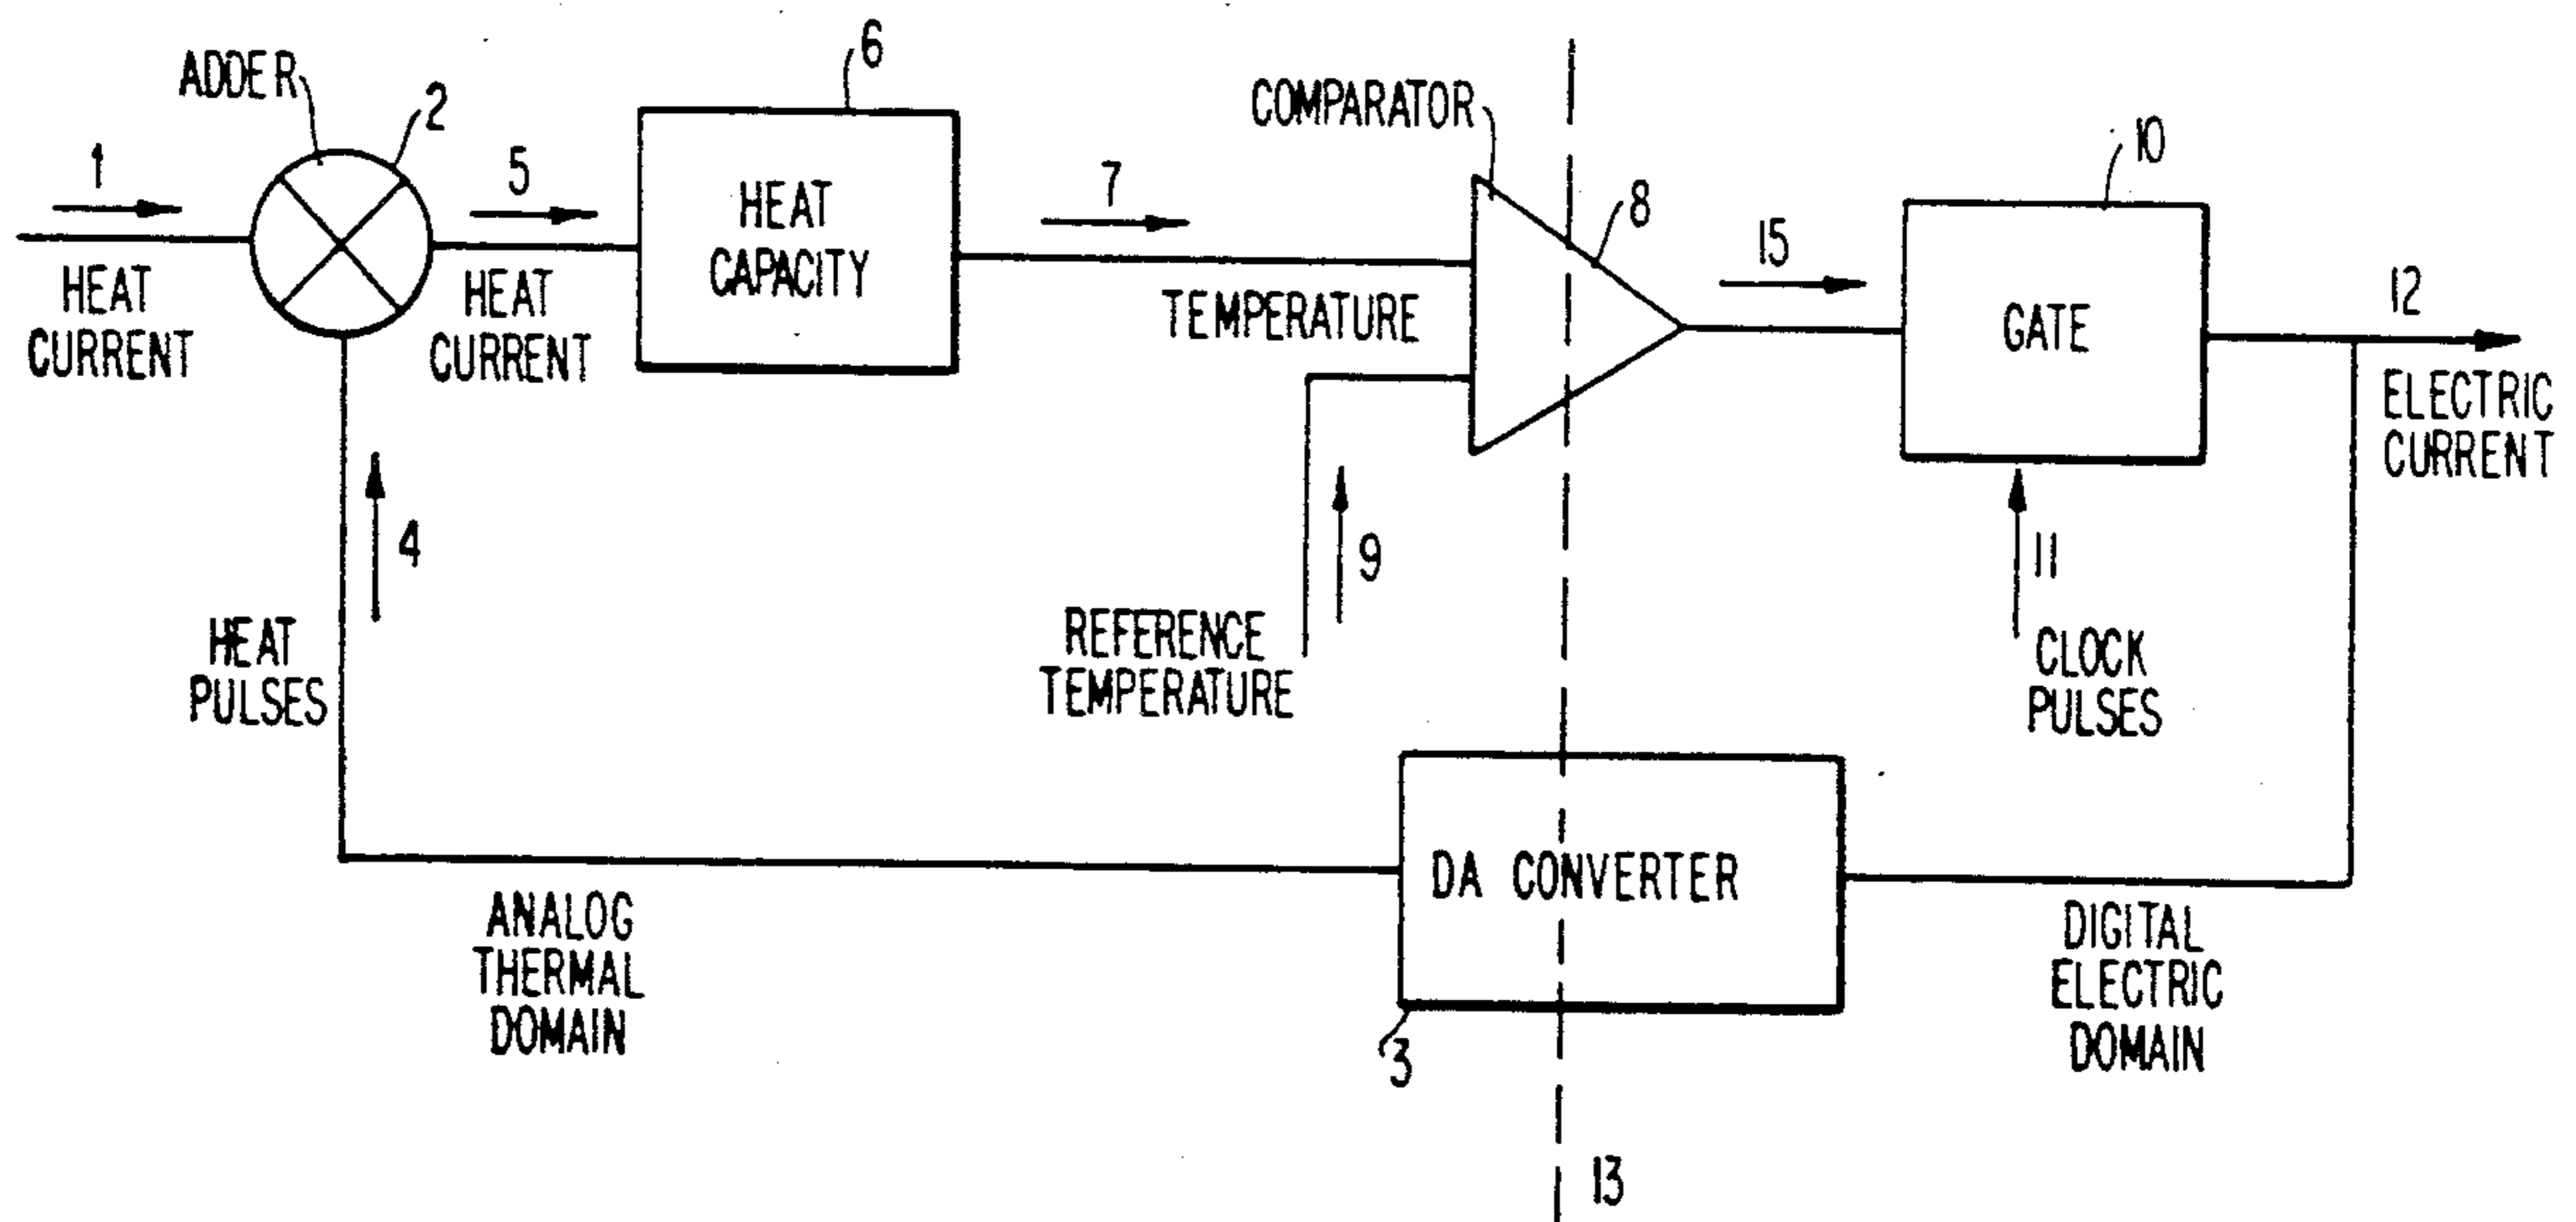 ADDER
2
6
1
5
7
HEAT
CURRENT
HEAT
CURRENT
HEAT
CAPACITY
TEMPERATURE
COMPARATOR
8
15
10
GATE
12
ELECTRIC
CURRENT
4
HEAT
PULSES
9
REFERENCE
TEMPERATURE
11
CLOCK
PULSES
DA CONVERTER
3
ANALOG
THERMAL
DOMAIN
DIGITAL
ELECTRIC
DOMAIN
13